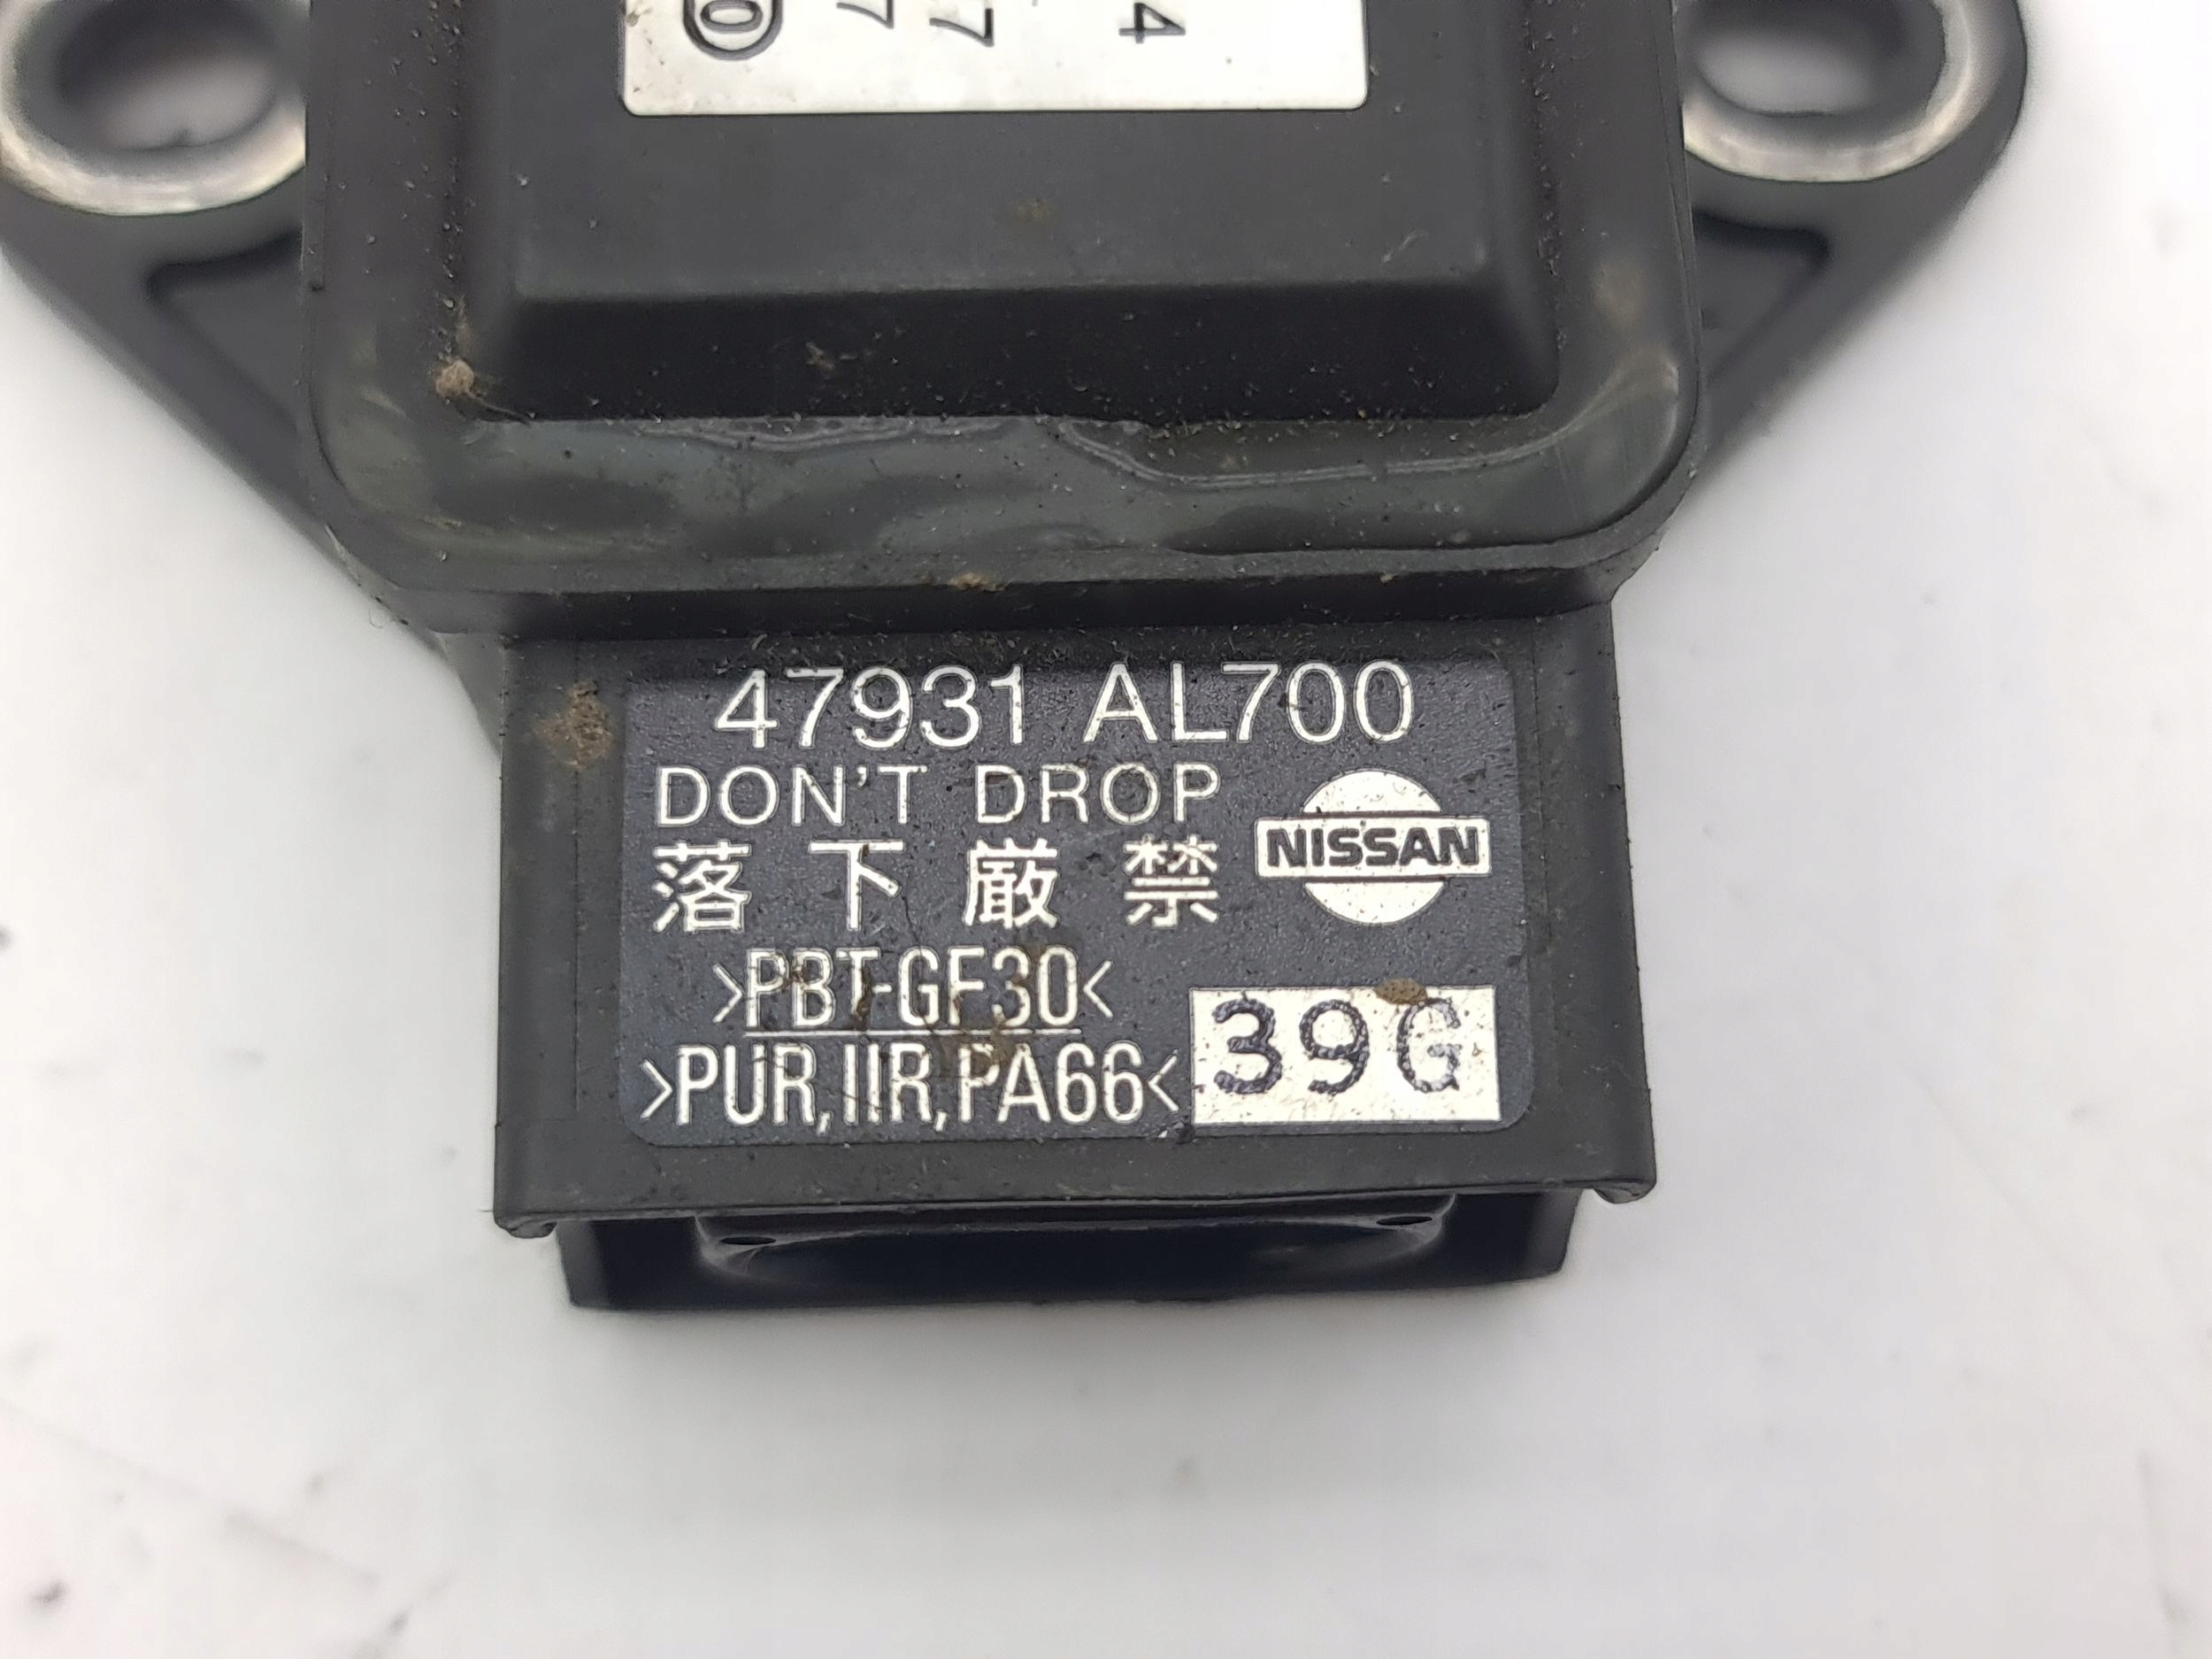 47931 AL700
DON'T DROP
落下厳禁
NISSAN
>PBT-GF30<
>PUR,IIR,PA66<
39G